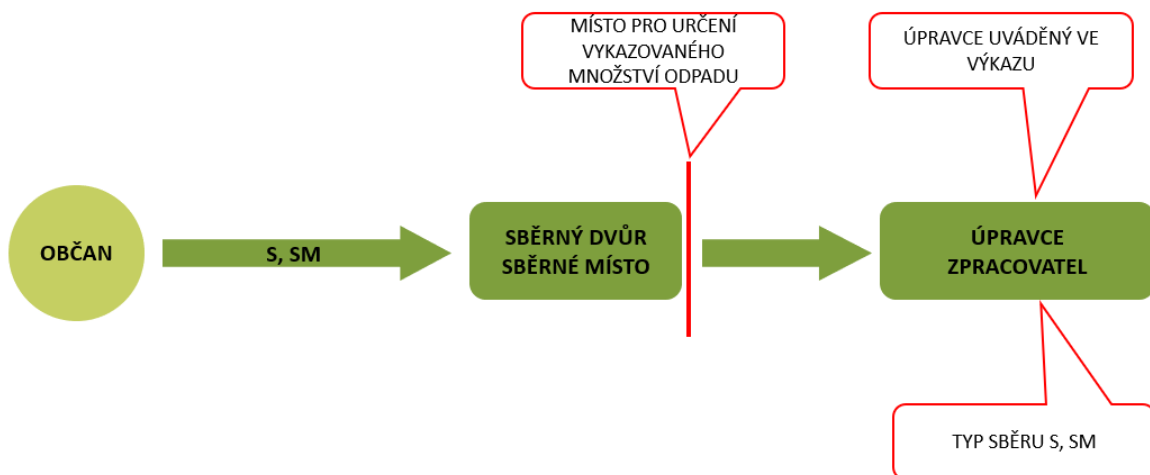 MÍSTO PRO URČENÍ
VYKAZOVANÉHO
MNOŽSTVÍ ODPADU
ÚPRAVCE UVÁDĚNÝ VE
VÝKAZU
OBČAN
S, SM
SBĚRNÝ DVŮR
SBĚRNÉ MÍSTO
ÚPRAVCE
ZPRACOVATEL
TYP SBĚRU S, SM